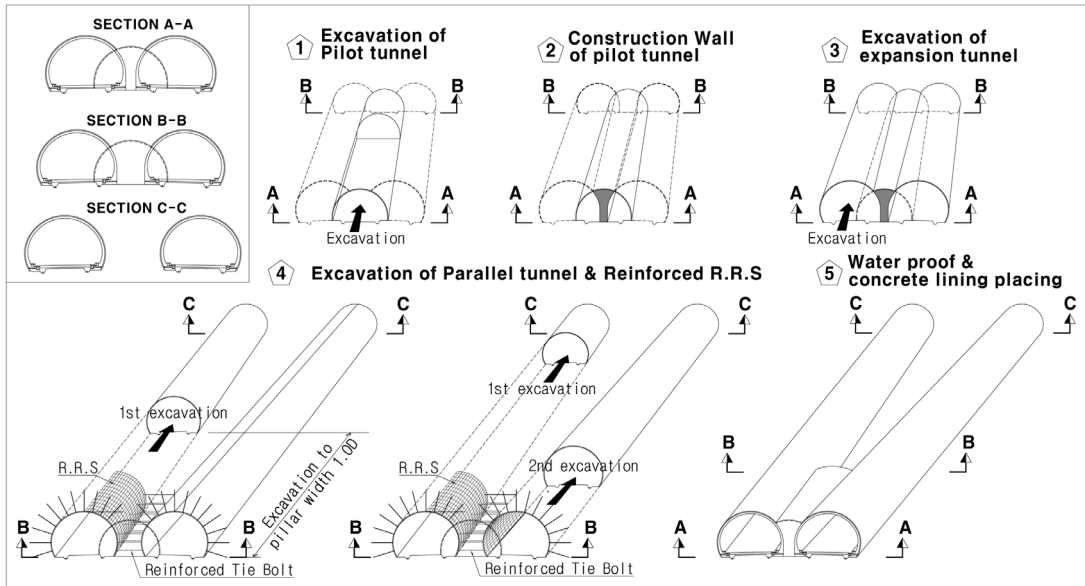 SECTION A-A
SECTION B-B
SECTION C-C
1 Excavation of
Pilot tunnel
B B
A A
Excavation
2 Construction Wall
of pilot tunnel
B B
A A
3 Excavation of
expansion tunnel
B B
A A
Excavation
4 Excavation of Parallel tunnel & Reinforced R.R.S
C C
1st excavation
R.R.S
Excavation to
pillar width 1.0D
B B
Reinforced Tie Bolt
C C
1st excavation
R.R.S
2nd excavation
B B
Reinforced Tie Bolt
5 Water proof &
concrete lining placing
C C
B B
A A